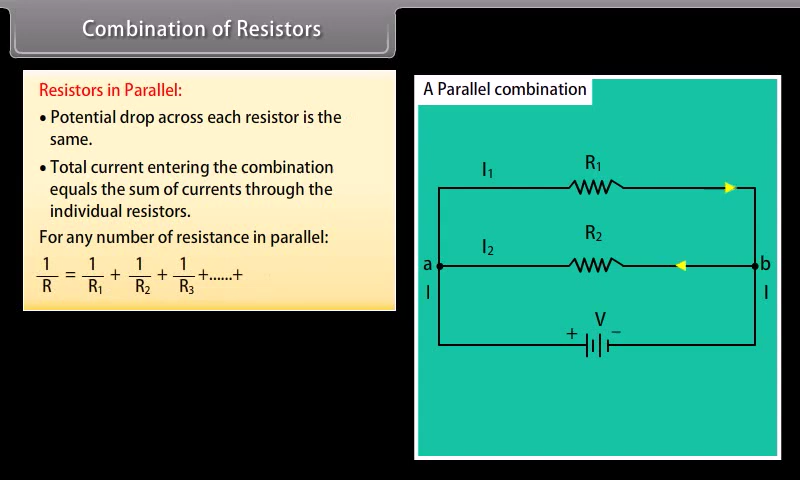 Combination of Resistors
Resistors in Parallel:
• Potential drop across each resistor is the
same.
• Total current entering the combination
equals the sum of currents through the
individual resistors.
For any number of resistance in parallel:
1/R = 1/R₁ + 1/R₂ + 1/R₃ +......+
A Parallel combination
I₁ R₁
I₂ R₂
a b
I I
V
+ −